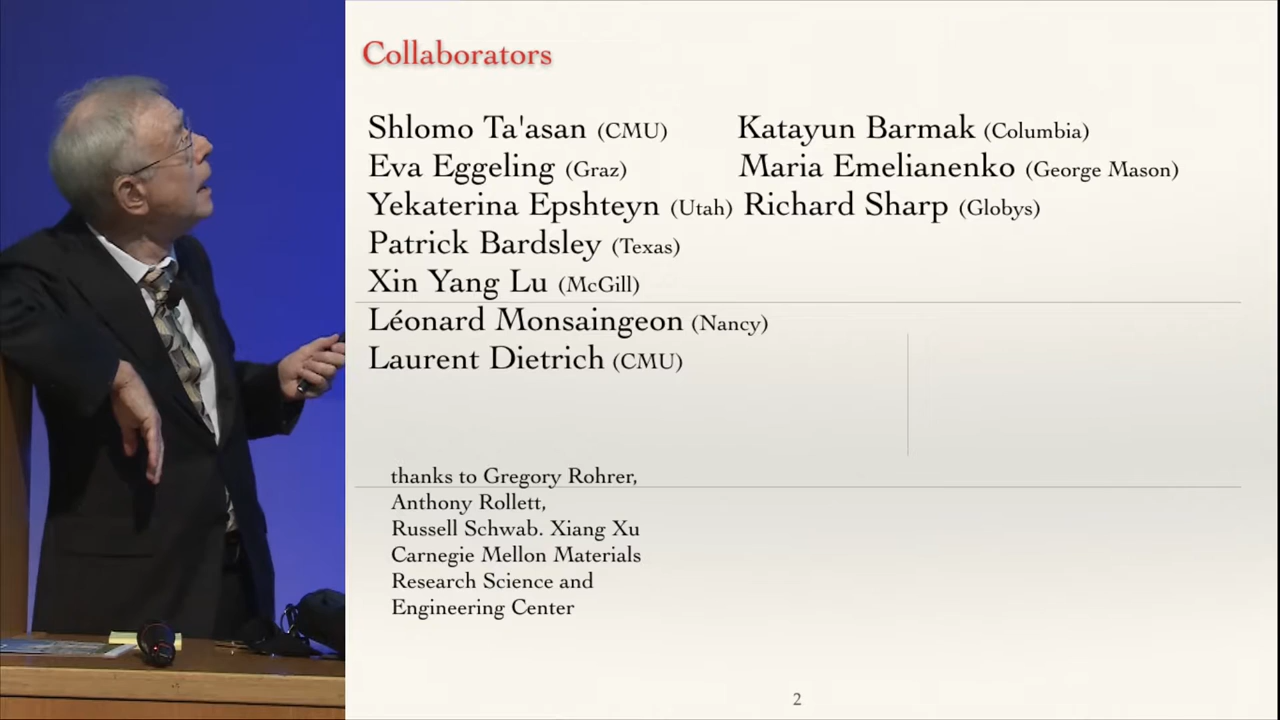 Collaborators
Shlomo Ta'asan (CMU)
Eva Eggeling (Graz)
Yekaterina Epshteyn (Utah)
Patrick Bardsley (Texas)
Xin Yang Lu (McGill)
Léonard Monsaingeon (Nancy)
Laurent Dietrich (CMU)
Katayun Barmak (Columbia)
Maria Emelianenko (George Mason)
Richard Sharp (Globys)
thanks to Gregory Rohrer,
Anthony Rollett,
Russell Schwab. Xiang Xu
Carnegie Mellon Materials
Research Science and
Engineering Center
2